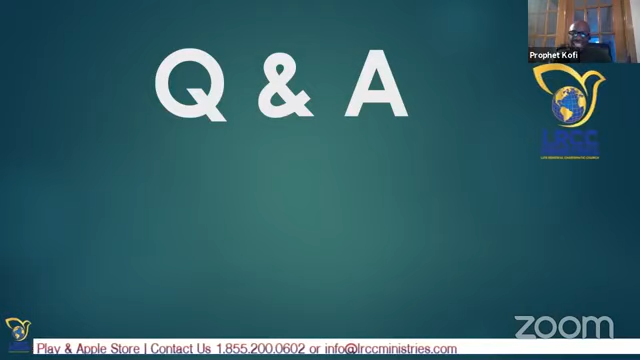 Prophet Kofi
Q & A
LRCC
zoom
Play & Apple Store | Contact Us 1.855.200.0602 or info@lrccministries.com